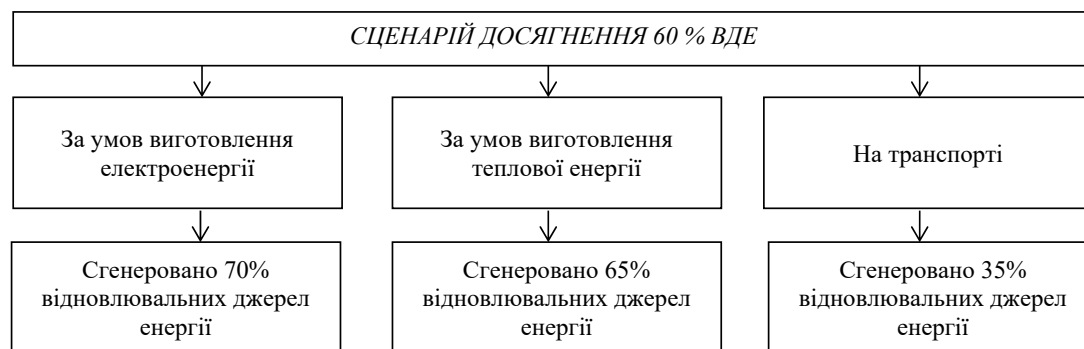 СЦЕНАРІЙ ДОСЯГНЕННЯ 60 % ВДЕ
За умов виготовлення
електроенергії
За умов виготовлення
теплової енергії
На транспорті
Сгенеровано 70%
відновлювальних джерел
енергії
Сгенеровано 65%
відновлювальних джерел
енергії
Сгенеровано 35%
відновлювальних джерел
енергії